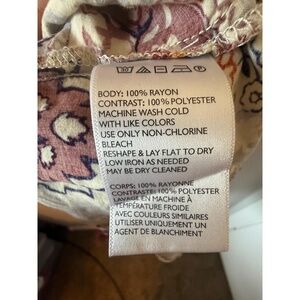 BODY: 100% RAYON
CONTRAST: 100% POLYESTER
MACHINE WASH COLD
WITH LIKE COLORS
USE ONLY NON-CHLORINE
BLEACH
RESHAPE & LAY FLAT TO DRY
LOW IRON AS NEEDED
MAY BE DRY CLEANED
CORPS: 100% RAYONNE
CONTRASTE: 100% POLYESTER
LAVAGE EN MACHINE À
TEMPÉRATURE FROIDE
AVEC COULEURS SIMILAIRES
UTILISER UNIQUEMENT UN
AGENT DE BLANCHIMENT